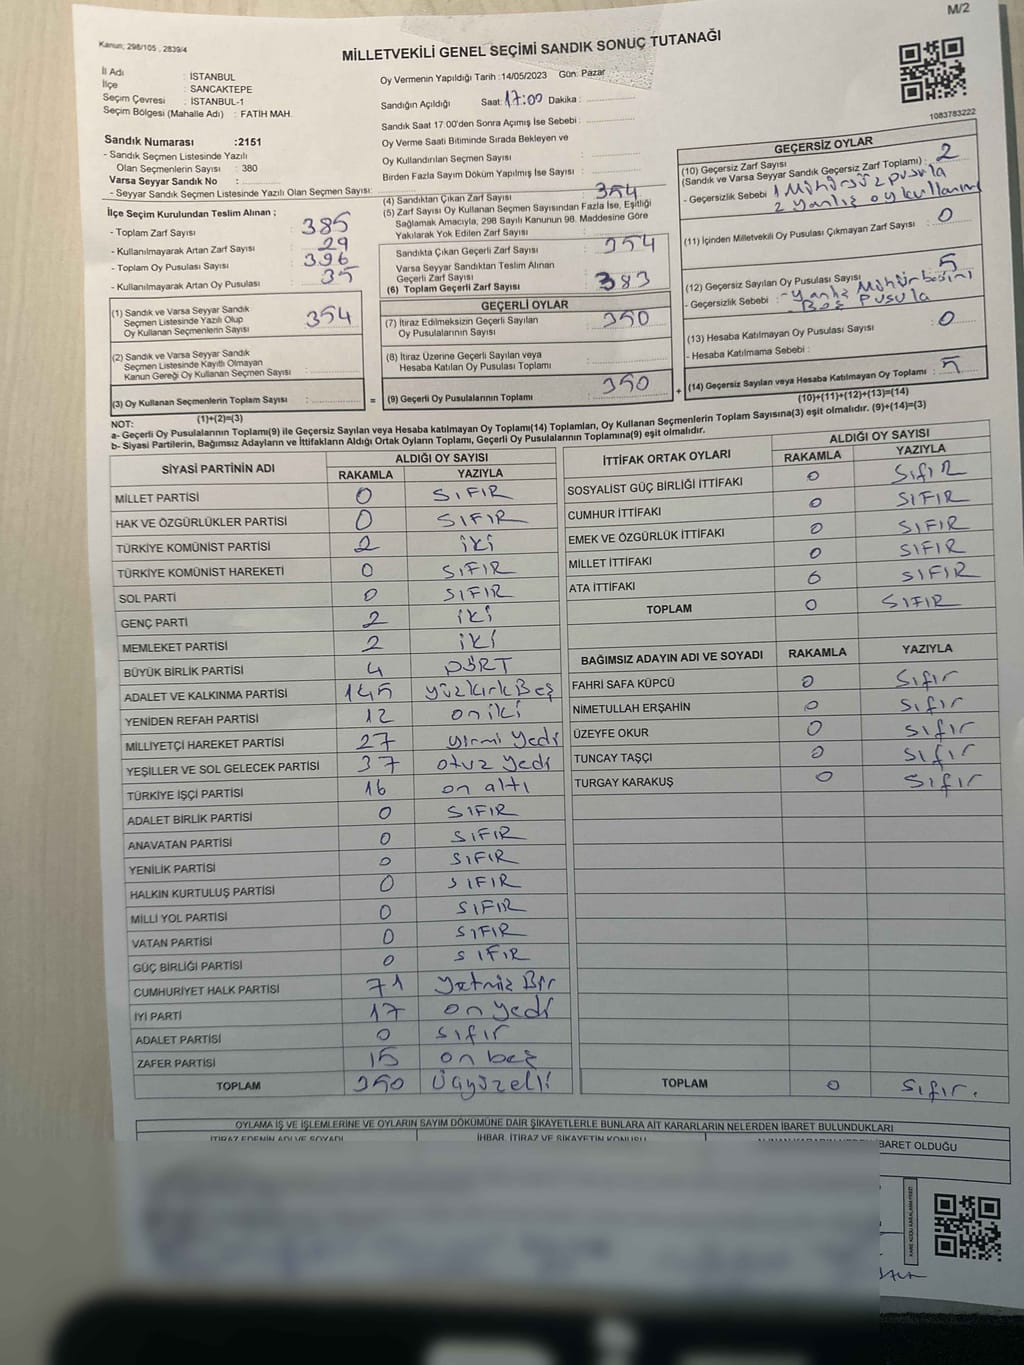 M/2
Kanun; 298/105 , 2839/4
MİLLETVEKİLİ GENEL SEÇİMİ SANDIK SONUÇ TUTANAĞI
İl Adı : İSTANBUL
İlçe : SANCAKTEPE
Seçim Çevresi : İSTANBUL-1
Seçim Bölgesi (Mahalle Adı) : FATİH MAH.
Sandık Numarası :2151
- Sandık Seçmen Listesinde Yazılı
Olan Seçmenlerin Sayısı : 380
Varsa Seyyar Sandık No :
- Seyyar Sandık Seçmen Listesinde Yazılı Olan Seçmen Sayısı:
Oy Vermenin Yapıldığı Tarih :14/05/2023 Gün: Pazar
Sandığın Açıldığı Saat: 17:00 Dakika :
Sandık Saat 17:00'den Sonra Açımış İse Sebebi :
Oy Verme Saati Bitiminde Sırada Bekleyen ve
Oy Kullandırılan Seçmen Sayısı :
Birden Fazla Sayım Döküm Yapılmış İse Sayısı :
1083783222
İlçe Seçim Kurulundan Teslim Alınan ;
- Toplam Zarf Sayısı : 385
- Kullanılmayarak Artan Zarf Sayısı : 29
- Toplam Oy Pusulası Sayısı : 396
- Kullanılmayarak Artan Oy Pusulası : 35
(1) Sandık ve Varsa Seyyar Sandık
Seçmen Listesinde Yazılı Olup
Oy Kullanan Seçmenlerin Sayısı : 354
(2) Sandık ve Varsa Seyyar Sandık
Seçmen Listesinde Kayıtlı Olmayan
Kanun Gereği Oy Kullanan Seçmen Sayısı :
(3) Oy Kullanan Seçmenlerin Toplam Sayısı :
(1)+(2)=(3)
(4) Sandıktan Çıkan Zarf Sayısı : 354
(5) Zarf Sayısı Oy Kullanan Seçmen Sayısından Fazla İse, Eşitliği
Sağlamak Amacıyla, 298 Sayılı Kanunun 98. Maddesine Göre
Yakılarak Yok Edilen Zarf Sayısı :
Sandıkta Çıkan Geçerli Zarf Sayısı : 354
Varsa Seyyar Sandıktan Teslim Alınan
Geçerli Zarf Sayısı
(6) Toplam Geçerli Zarf Sayısı : 383
GEÇERLİ OYLAR
(7) İtiraz Edilmeksizin Geçerli Sayılan
Oy Pusulalarının Sayısı : 350
(8) İtiraz Üzerine Geçerli Sayılan veya
Hesaba Katılan Oy Pusulası Toplamı :
= (9) Geçerli Oy Pusulalarının Toplamı : 350
GEÇERSİZ OYLAR
(10) Geçersiz Zarf Sayısı
(Sandık ve Varsa Seyyar Sandık Geçersiz Zarf Toplamı) : 2
- Geçersizlik Sebebi : 1 Mühürsüz pusula
2 yanlız oy kullanım
(11) İçinden Milletvekili Oy Pusulası Çıkmayan Zarf Sayısı : 0
(12) Geçersiz Sayılan Oy Pusulası Sayısı : 5
- Geçersizlik Sebebi : - Yanlız Mühür
Boş pusula
(13) Hesaba Katılmayan Oy Pusulası Sayısı : 0
- Hesaba Katılmama Sebebi :
+ (14) Geçersiz Sayılan veya Hesaba Katılmayan Oy Toplamı : 5
(10)+(11)+(12)+(13)=(14)
NOT:
a- Geçerli Oy Pusulalarının Toplamı(9) ile Geçersiz Sayılan veya Hesaba katılmayan Oy Toplamı(14) Toplamları, Oy Kullanan Seçmenlerin Toplam Sayısına(3) eşit olmalıdır. (9)+(14)=(3)
b- Siyasi Partilerin, Bağımsız Adayların ve İttifakların Aldığı Ortak Oyların Toplamı, Geçerli Oy Pusulalarının Toplamına(9) eşit olmalıdır.
SİYASİ PARTİNİN ADI ALDIĞI OY SAYISI
RAKAMLA YAZIYLA
MİLLET PARTİSİ 0 SIFIR
HAK VE ÖZGÜRLÜKLER PARTİSİ 0 SIFIR
TÜRKİYE KOMÜNİST PARTİSİ 2 iki
TÜRKİYE KOMÜNİST HAREKETİ 0 SIFIR
SOL PARTİ 0 SIFIR
GENÇ PARTİ 2 iki
MEMLEKET PARTİSİ 2 iki
BÜYÜK BİRLİK PARTİSİ 4 DÖRT
ADALET VE KALKINMA PARTİSİ 145 yüzkırkBeş
YENİDEN REFAH PARTİSİ 12 oniki
MİLLİYETÇİ HAREKET PARTİSİ 27 yirmi yedi
YEŞİLLER VE SOL GELECEK PARTİSİ 37 otuz yedi
TÜRKİYE İŞÇİ PARTİSİ 16 on altı
ADALET BİRLİK PARTİSİ 0 SIFIR
ANAVATAN PARTİSİ 0 SIFIR
YENİLİK PARTİSİ 0 SIFIR
HALKIN KURTULUŞ PARTİSİ 0 SIFIR
MİLLİ YOL PARTİSİ 0 SIFIR
VATAN PARTİSİ 0 SIFIR
GÜÇ BİRLİĞİ PARTİSİ 0 SIFIR
CUMHURİYET HALK PARTİSİ 71 yetmiz Bir
İYİ PARTİ 17 on yedi
ADALET PARTİSİ 0 sıfır
ZAFER PARTİSİ 15 on beş
TOPLAM 350 Üçyüzelli
İTTİFAK ORTAK OYLARI ALDIĞI OY SAYISI
RAKAMLA YAZIYLA
SOSYALİST GÜÇ BİRLİĞİ İTTİFAKI 0 SıfıR
CUMHUR İTTİFAKI 0 SIFIR
EMEK VE ÖZGÜRLÜK İTTİFAKI 0 SIFIR
MİLLET İTTİFAKI 0 SIFIR
ATA İTTİFAKI 0 SIFIR
TOPLAM 0 SIFIR
BAĞIMSIZ ADAYIN ADI VE SOYADI RAKAMLA YAZIYLA
FAHRİ SAFA KÜPCÜ 0 Sıfır
NİMETULLAH ERŞAHİN 0 Sıfır
ÜZEYFE OKUR 0 Sıfır
TUNCAY TAŞÇI 0 Sıfır
TURGAY KARAKUŞ 0 Sıfır
TOPLAM 0 Sıfır.
OYLAMA İŞ VE İŞLEMLERİNE VE OYLARIN SAYIM DÖKÜMÜNE DAİR ŞİKAYETLERLE BUNLARA AİT KARARLARIN NELERDEN İBARET BULUNDUKLARI
İTİRAZ EDENİN ADI VE SOYADI İHBAR, İTİRAZ VE ŞİKAYETİN KONUSU İBARET OLDUĞU